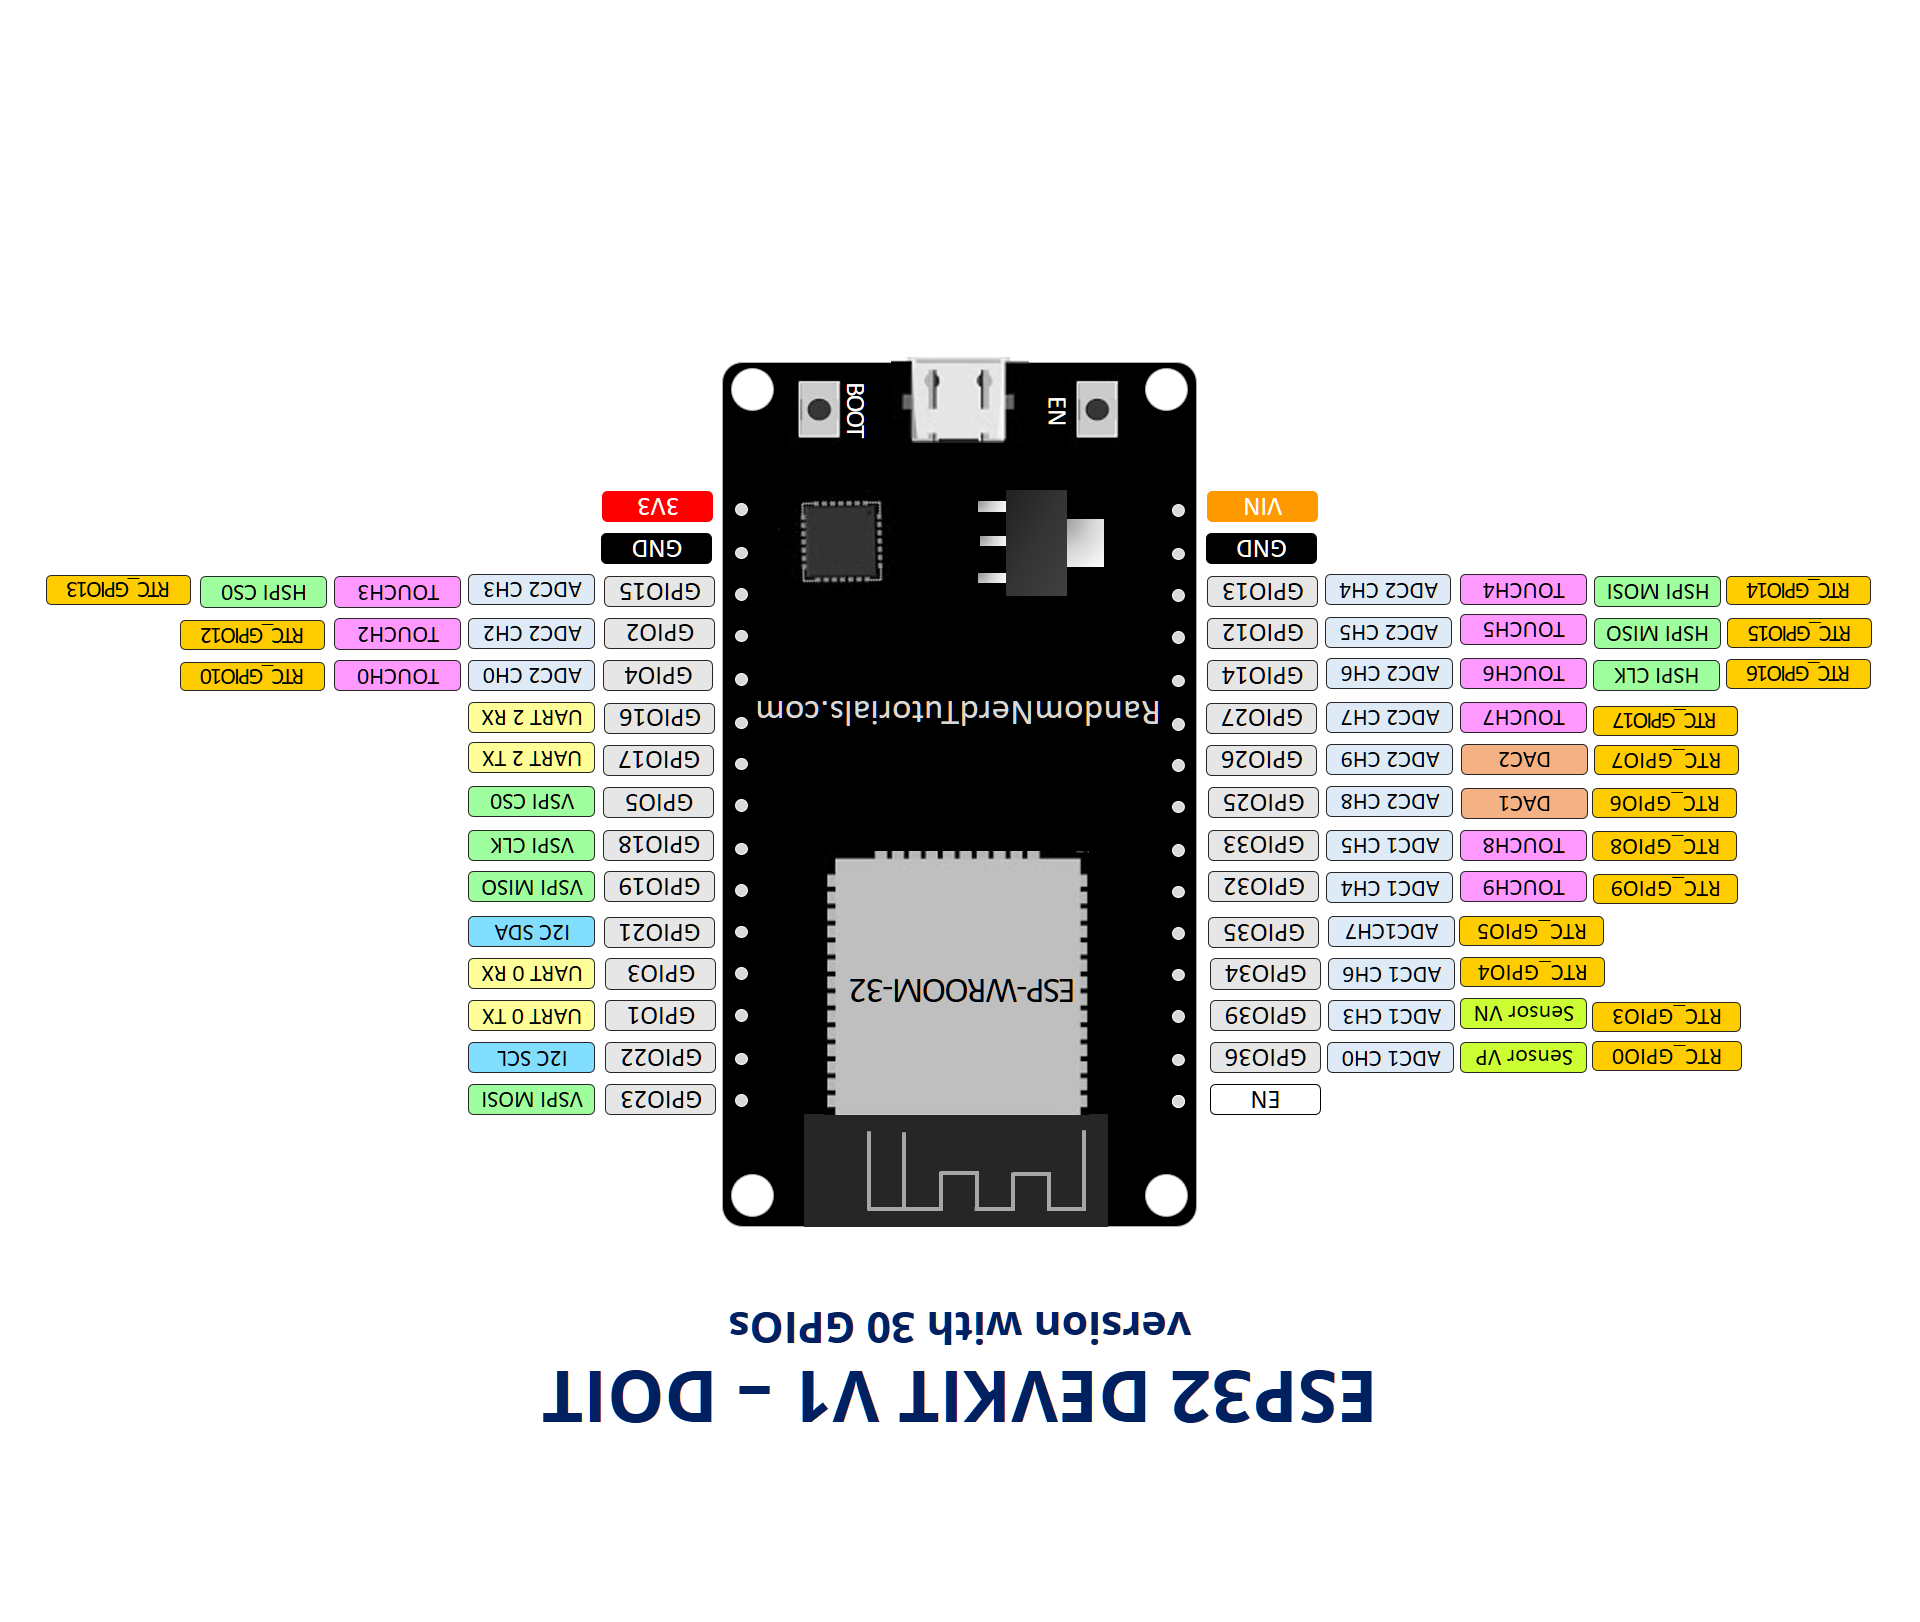 ESP32 DEVKIT V1 – DOIT
version with 30 GPIOs
EN GPIO23 VSPI MOSI
RTC_GPIO0 Sensor VP ADC1 CH0 GPIO36 GPIO22 I2C SCL
RTC_GPIO3 Sensor VN ADC1 CH3 GPIO39 GPIO1 UART 0 TX
RTC_GPIO4 ADC1 CH6 GPIO34 ESP-WROOM-32 GPIO3 UART 0 RX
RTC_GPIO5 ADC1CH7 GPIO35 GPIO21 I2C SDA
RTC_GPIO9 TOUCH9 ADC1 CH4 GPIO32 GPIO19 VSPI MISO
RTC_GPIO8 TOUCH8 ADC1 CH5 GPIO33 GPIO18 VSPI CLK
RTC_GPIO6 DAC1 ADC2 CH8 GPIO25 GPIO5 VSPI CS0
RTC_GPIO7 DAC2 ADC2 CH9 GPIO26 GPIO17 UART 2 TX
RTC_GPIO17 TOUCH7 ADC2 CH7 GPIO27 RandomNerdTutorials.com GPIO16 UART 2 RX
RTC_GPIO16 HSPI CLK TOUCH6 ADC2 CH6 GPIO14 GPIO4 ADC2 CH0 TOUCH0 RTC_GPIO10
RTC_GPIO15 HSPI MISO TOUCH5 ADC2 CH5 GPIO12 GPIO2 ADC2 CH2 TOUCH2 RTC_GPIO12
RTC_GPIO14 HSPI MOSI TOUCH4 ADC2 CH4 GPIO13 GPIO15 ADC2 CH3 TOUCH3 HSPI CS0 RTC_GPIO13
GND GND
VIN 3V3
EN BOOT